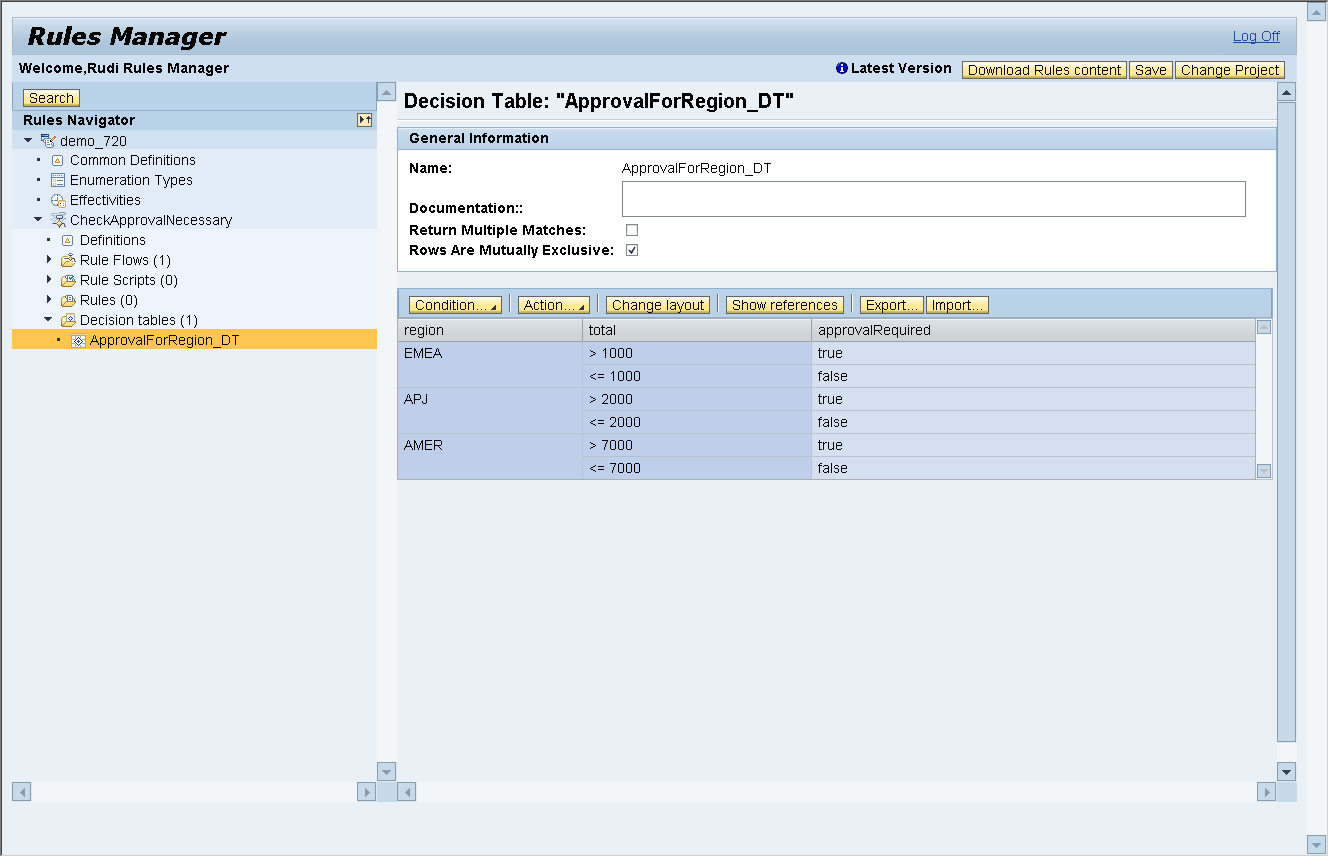 Rules Manager
Log Off
Welcome,Rudi Rules Manager
Latest Version
Download Rules content
Save
Change Project
Search
Rules Navigator
demo_720
Common Definitions
Enumeration Types
Effectivities
CheckApprovalNecessary
Definitions
Rule Flows (1)
Rule Scripts (0)
Rules (0)
Decision tables (1)
ApprovalForRegion_DT
Decision Table: "ApprovalForRegion_DT"
General Information
Name: ApprovalForRegion_DT
Documentation::
Return Multiple Matches:
Rows Are Mutually Exclusive:
Condition... Action... Change layout Show references Export... Import...
region total approvalRequired
EMEA > 1000 true
<= 1000 false
APJ > 2000 true
<= 2000 false
AMER > 7000 true
<= 7000 false